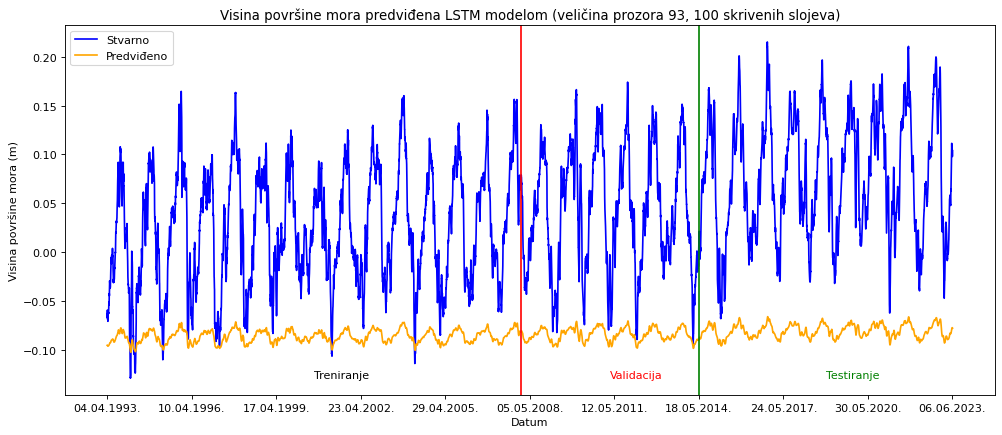 Visina površine mora predviđena LSTM modelom (veličina prozora 93, 100 skrivenih slojeva)
Stvarno
Predviđeno
Visina površine mora (m)
0.20
0.15
0.10
0.05
0.00
−0.05
−0.10
Treniranje
Validacija
Testiranje
04.04.1993.
10.04.1996.
17.04.1999.
23.04.2002.
29.04.2005.
05.05.2008.
12.05.2011.
18.05.2014.
24.05.2017.
30.05.2020.
06.06.2023.
Datum